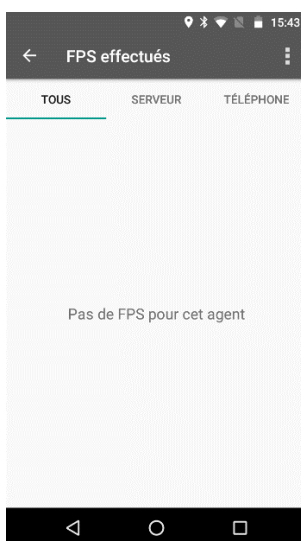 15:43
FPS effectués
TOUS SERVEUR TÉLÉPHONE
Pas de FPS pour cet agent